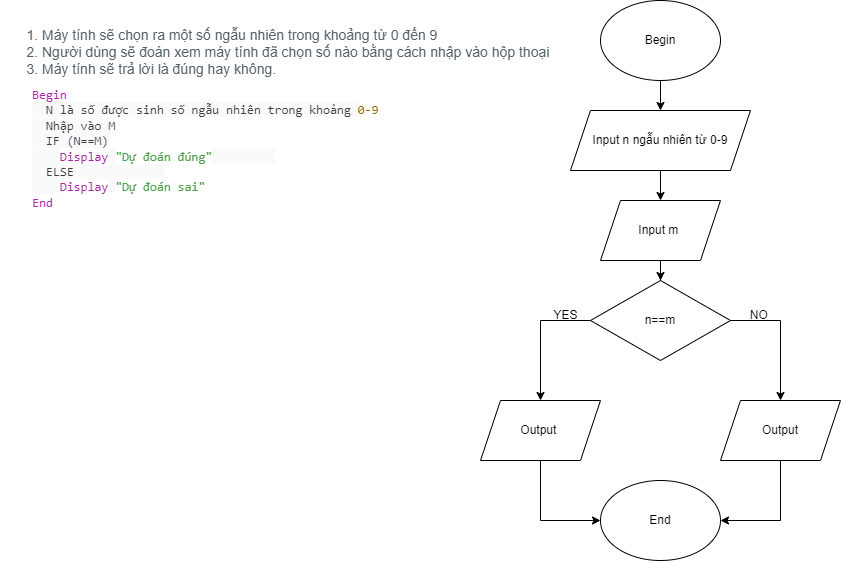 1. Máy tính sẽ chọn ra một số ngẫu nhiên trong khoảng từ 0 đến 9
2. Người dùng sẽ đoán xem máy tính đã chọn số nào bằng cách nhập vào hộp thoại
3. Máy tính sẽ trả lời là đúng hay không.
Begin
N là số được sinh số ngẫu nhiên trong khoảng 0-9
Nhập vào M
IF (N==M)
Display "Dự đoán đúng"
ELSE
Display "Dự đoán sai"
End
Begin
Input n ngẫu nhiên từ 0-9
Input m
n==m
YES
NO
Output
Output
End